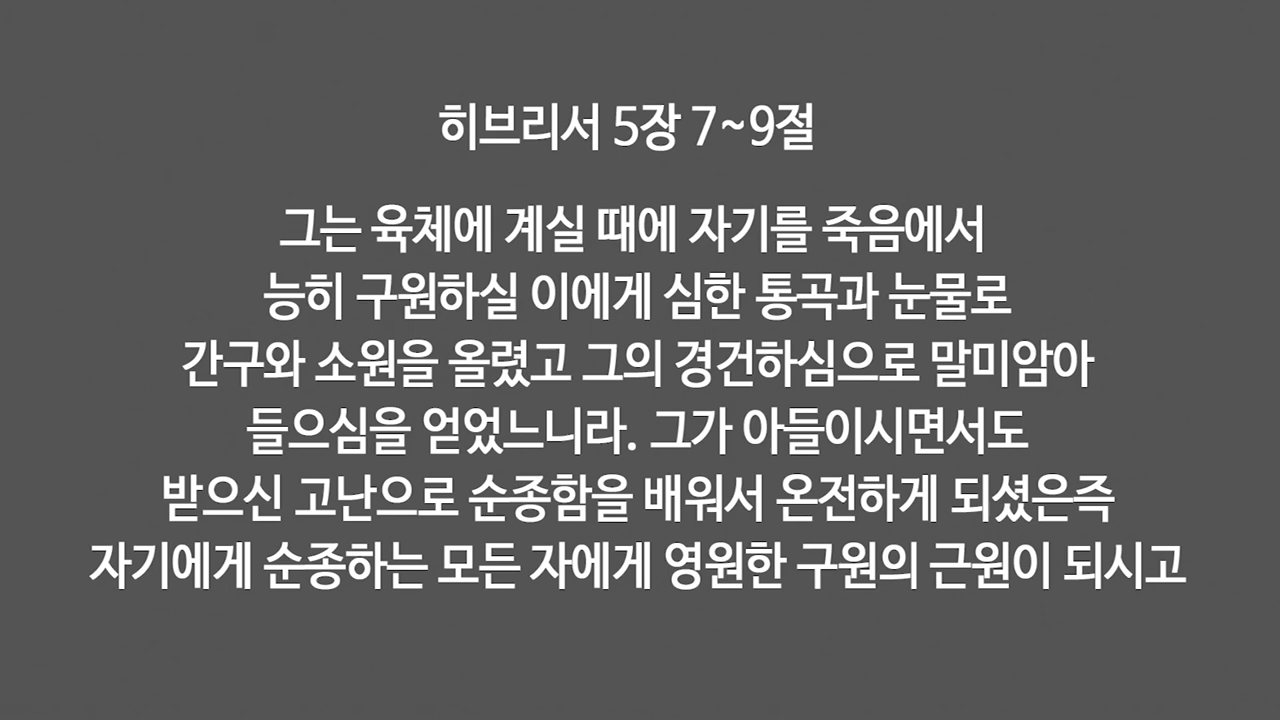 히브리서 5장 7~9절
그는 육체에 계실 때에 자기를 죽음에서
능히 구원하실 이에게 심한 통곡과 눈물로
간구와 소원을 올렸고 그의 경건하심으로 말미암아
들으심을 얻었느니라. 그가 아들이시면서도
받으신 고난으로 순종함을 배워서 온전하게 되셨은즉
자기에게 순종하는 모든 자에게 영원한 구원의 근원이 되시고